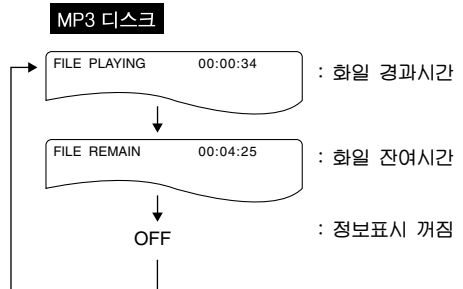 MP3 디스크
FILE PLAYING 00:00:34 : 화일 경과시간
FILE REMAIN 00:04:25 : 화일 잔여시간
OFF : 정보표시 꺼짐